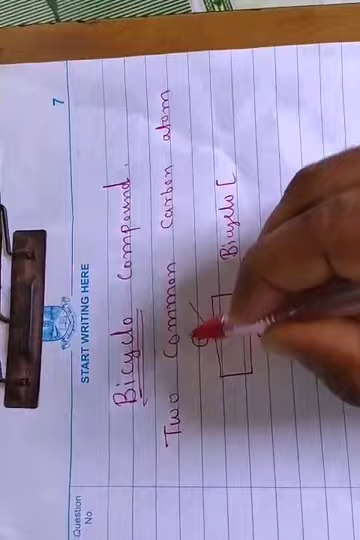 7
START WRITING HERE
Question
No.
Bicyclo Compound.
Two Common carbon atom
Bicyclo [